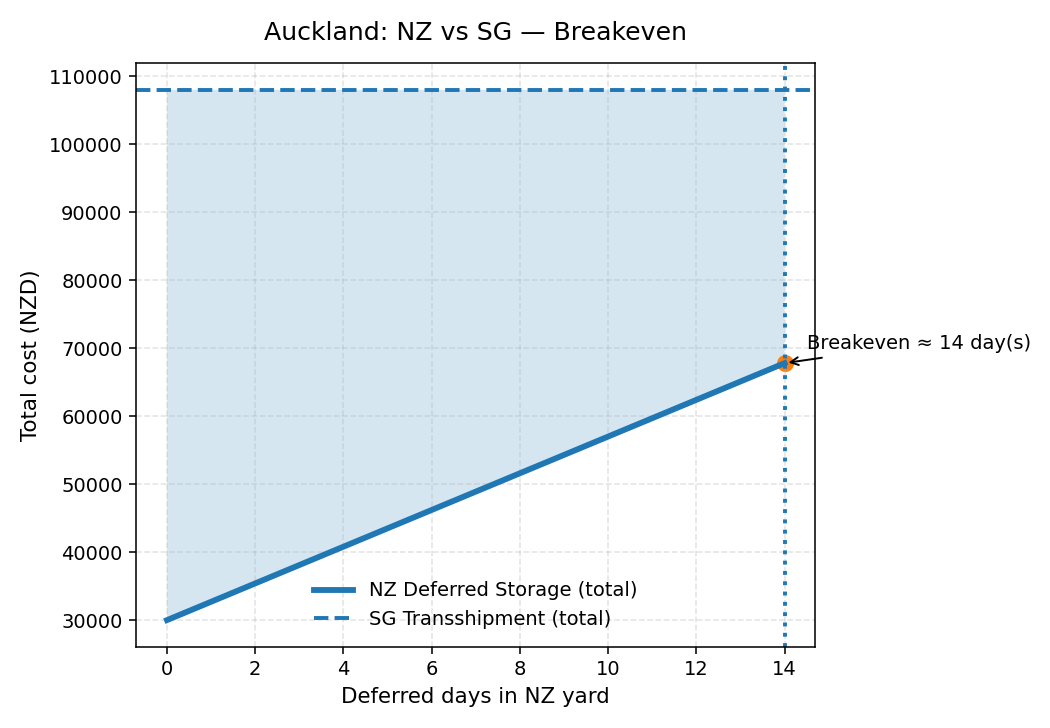 Auckland: NZ vs SG — Breakeven
Total cost (NZD)
110000
100000
90000
80000
70000
60000
50000
40000
30000
Breakeven ≈ 14 day(s)
NZ Deferred Storage (total)
SG Transshipment (total)
0 2 4 6 8 10 12 14
Deferred days in NZ yard